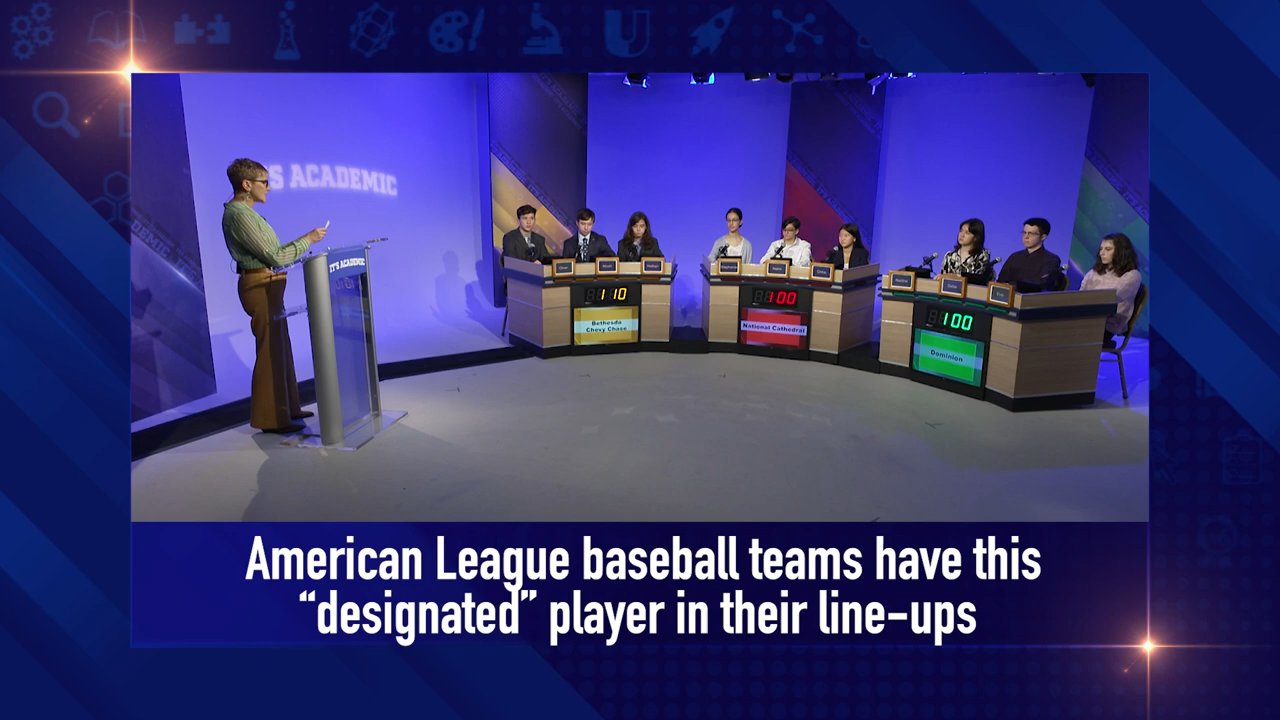 T'S ACADEMIC
IT'S ACADEMIC
110
100
100
Bethesda
Chevy Chase
National Cathedral
Dominion
American League baseball teams have this
“designated” player in their line-ups